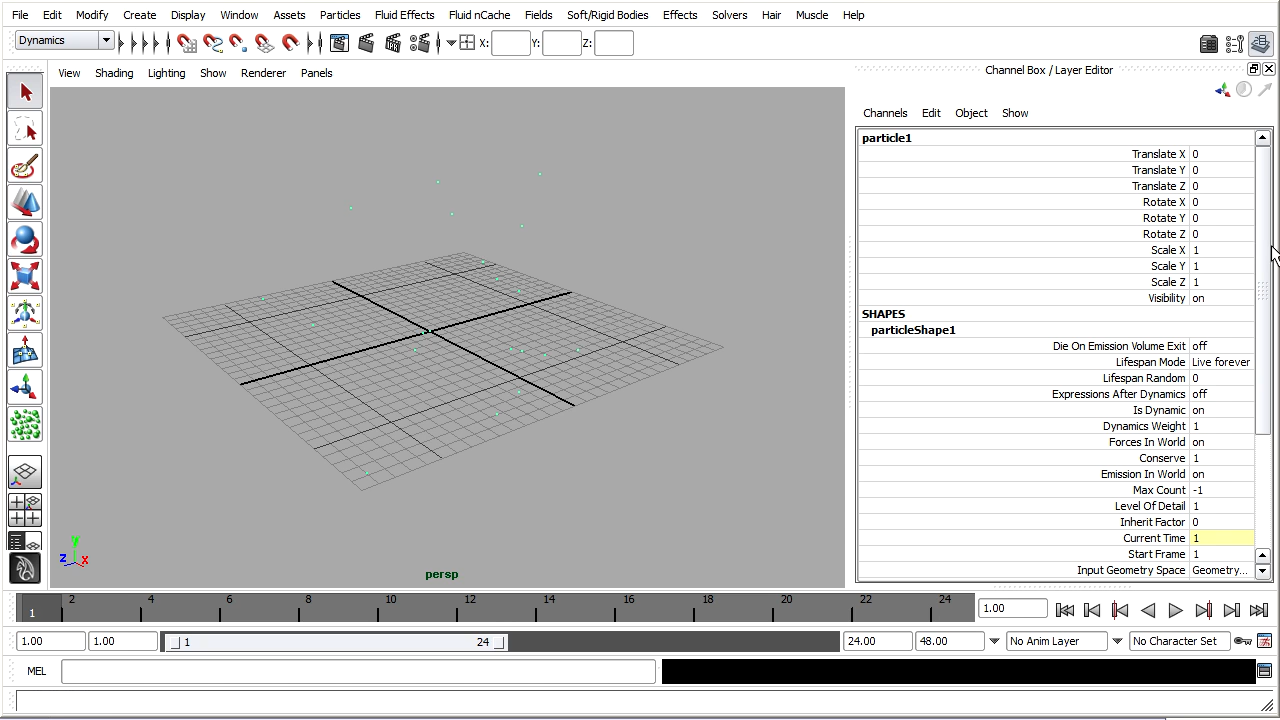 File Edit Modify Create Display Window Assets Particles Fluid Effects Fluid nCache Fields Soft/Rigid Bodies Effects Solvers Hair Muscle Help
Dynamics X: Y: Z:
Channel Box / Layer Editor
View Shading Lighting Show Renderer Panels
Channels Edit Object Show
particle1
Translate X 0
Translate Y 0
Translate Z 0
Rotate X 0
Rotate Y 0
Rotate Z 0
Scale X 1
Scale Y 1
Scale Z 1
Visibility on
SHAPES
particleShape1
Die On Emission Volume Exit off
Lifespan Mode Live forever
Lifespan Random 0
Expressions After Dynamics off
Is Dynamic on
Dynamics Weight 1
Forces In World on
Conserve 1
Emission In World on
Max Count -1
Level Of Detail 1
Inherit Factor 0
Current Time 1
Start Frame 1
Input Geometry Space Geometry...
y
z x
persp
1 2 4 6 8 10 12 14 16 18 20 22 24 1.00
1.00 1.00 1 24 24.00 48.00 No Anim Layer No Character Set
MEL